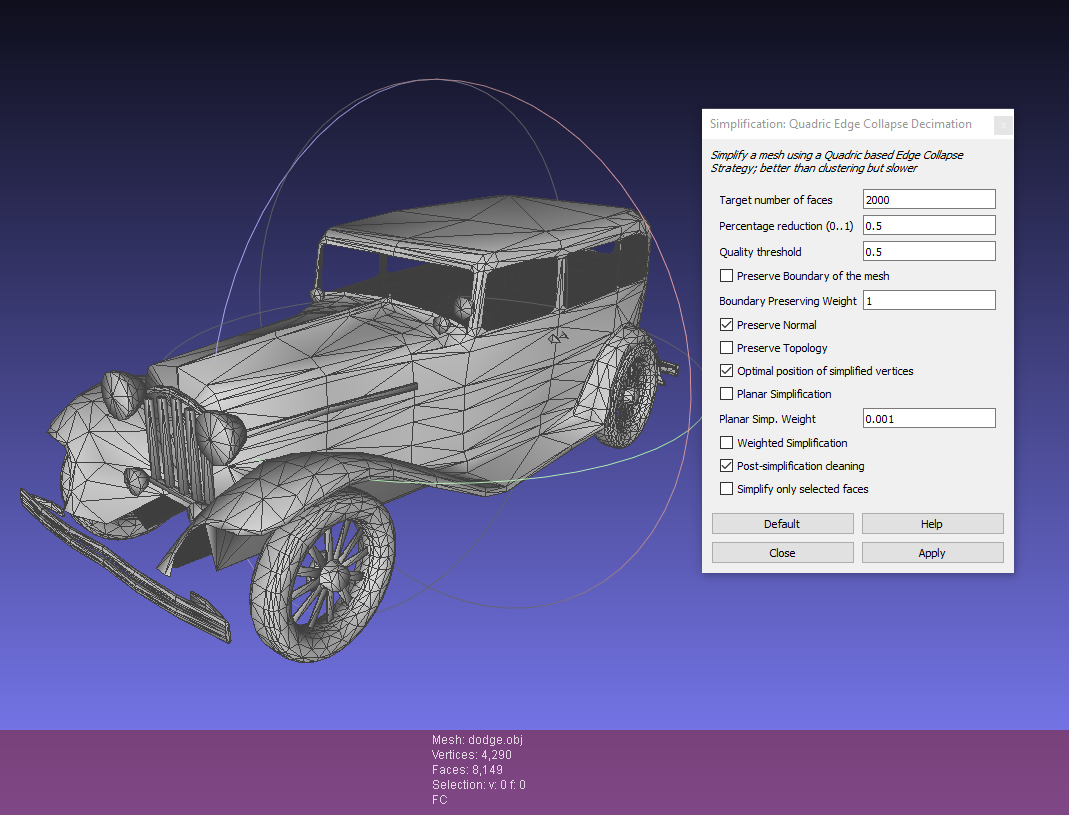 Simplification: Quadric Edge Collapse Decimation
Simplify a mesh using a Quadric based Edge Collapse
Strategy; better than clustering but slower
Target number of faces 2000
Percentage reduction (0..1) 0.5
Quality threshold 0.5
Preserve Boundary of the mesh
Boundary Preserving Weight 1
Preserve Normal
Preserve Topology
Optimal position of simplified vertices
Planar Simplification
Planar Simp. Weight 0.001
Weighted Simplification
Post-simplification cleaning
Simplify only selected faces
Default Help
Close Apply
Mesh: dodge.obj
Vertices: 4,290
Faces: 8,149
Selection: v: 0 f: 0
FC